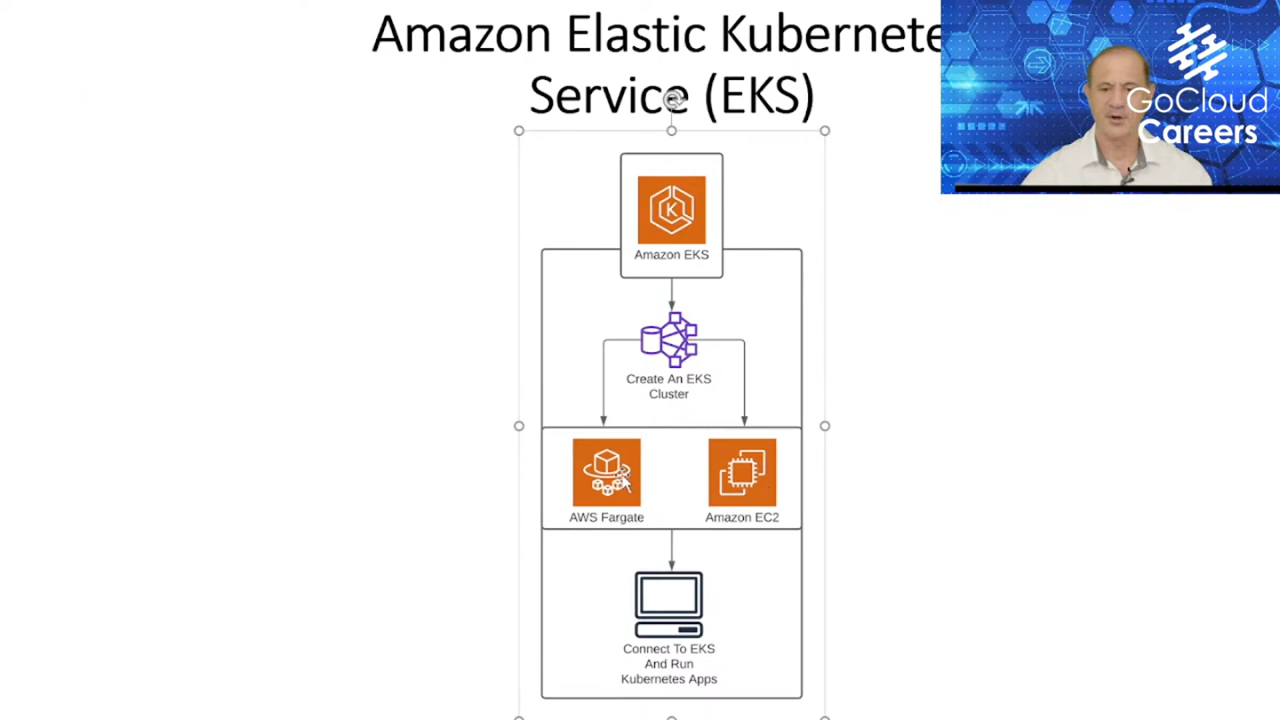 Amazon Elastic Kubernete
Service (EKS)
GoCloud
Careers
K
Amazon EKS
Create An EKS
Cluster
AWS Fargate
Amazon EC2
Connect To EKS
And Run
Kubernetes Apps